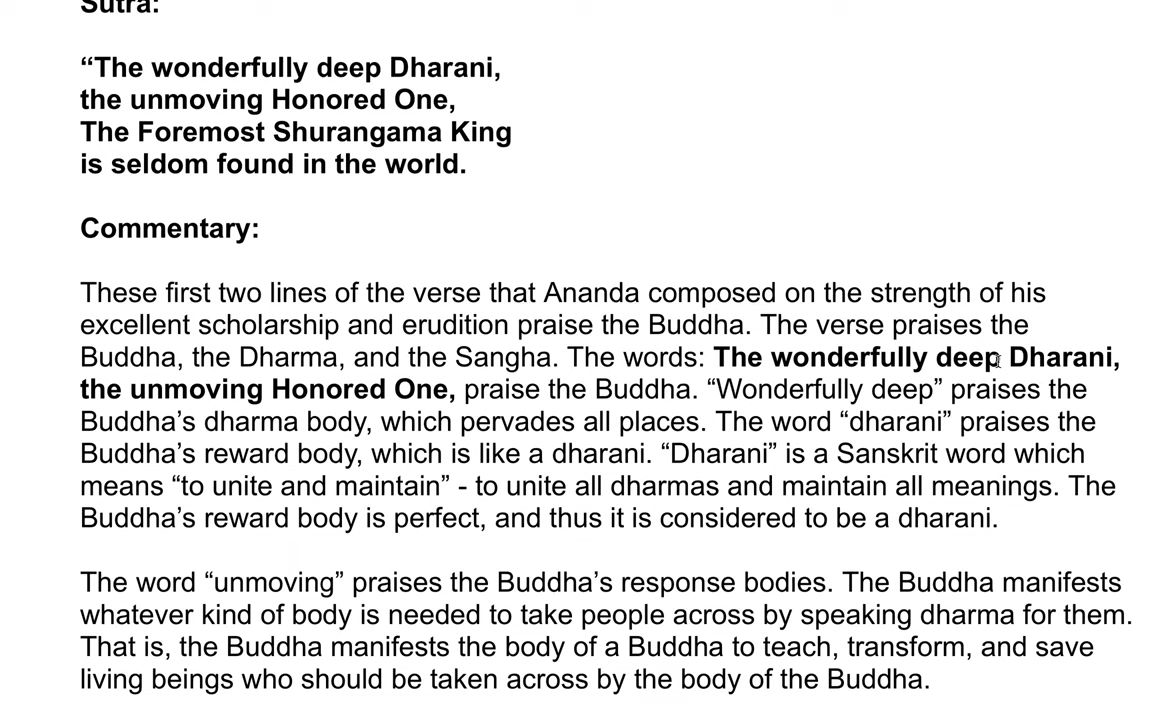 Sutra:
“The wonderfully deep Dharani,
the unmoving Honored One,
The Foremost Shurangama King
is seldom found in the world.
Commentary:
These first two lines of the verse that Ananda composed on the strength of his
excellent scholarship and erudition praise the Buddha. The verse praises the
Buddha, the Dharma, and the Sangha. The words: The wonderfully deep Dharani,
the unmoving Honored One, praise the Buddha. “Wonderfully deep” praises the
Buddha’s dharma body, which pervades all places. The word “dharani” praises the
Buddha’s reward body, which is like a dharani. “Dharani” is a Sanskrit word which
means “to unite and maintain” - to unite all dharmas and maintain all meanings. The
Buddha’s reward body is perfect, and thus it is considered to be a dharani.
The word “unmoving” praises the Buddha’s response bodies. The Buddha manifests
whatever kind of body is needed to take people across by speaking dharma for them.
That is, the Buddha manifests the body of a Buddha to teach, transform, and save
living beings who should be taken across by the body of the Buddha.